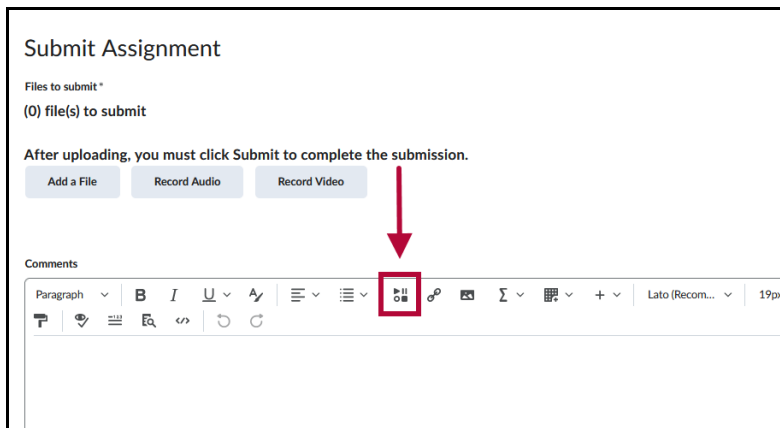 Submit Assignment
Files to submit *
(0) file(s) to submit
After uploading, you must click Submit to complete the submission.
Add a File Record Audio Record Video
Comments
Paragraph B I U Lato (Recom... 19px